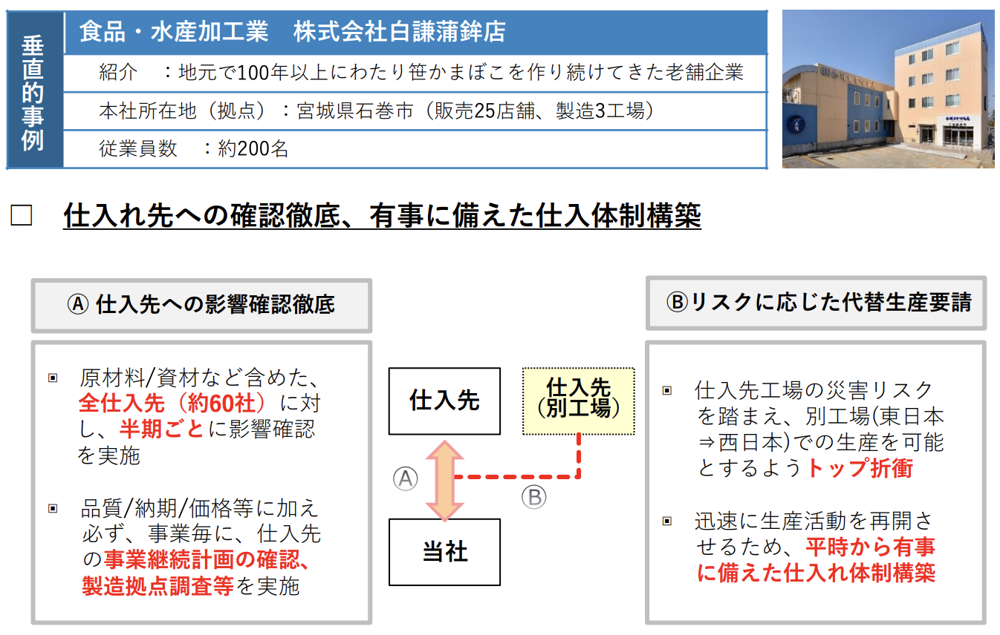 垂直的事例
食品・水産加工業　株式会社白謙蒲鉾店
紹介　：地元で100年以上にわたり笹かまぼこを作り続けてきた老舗企業
本社所在地（拠点）：宮城県石巻市（販売25店舗、製造3工場）
従業員数　：約200名
□　仕入れ先への確認徹底、有事に備えた仕入体制構築
Ⓐ 仕入先への影響確認徹底
▣ 原材料/資材など含めた、
全仕入先（約60社）に対
し、半期ごとに影響確認
を実施
▣ 品質/納期/価格等に加え
必ず、事業毎に、仕入先
の事業継続計画の確認、
製造拠点調査等を実施
仕入先
仕入先
（別工場）
Ⓐ
Ⓑ
当社
Ⓑリスクに応じた代替生産要請
▣ 仕入先工場の災害リスク
を踏まえ、別工場(東日本
⇒西日本)での生産を可能
とするようトップ折衝
▣ 迅速に生産活動を再開さ
せるため、平時から有事
に備えた仕入れ体制構築